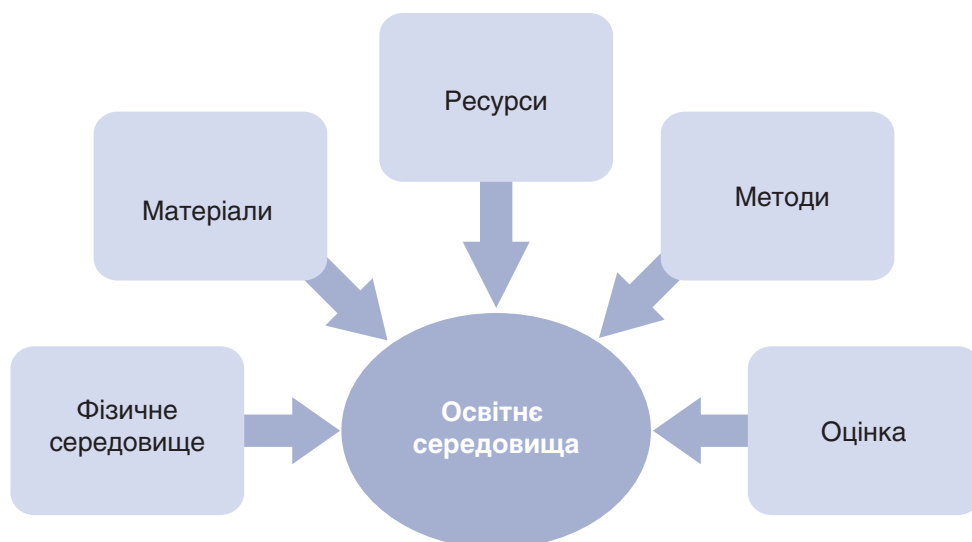 Ресурси
Матеріали
Методи
Фізичне
середовище
Освітнє
середовища
Оцінка